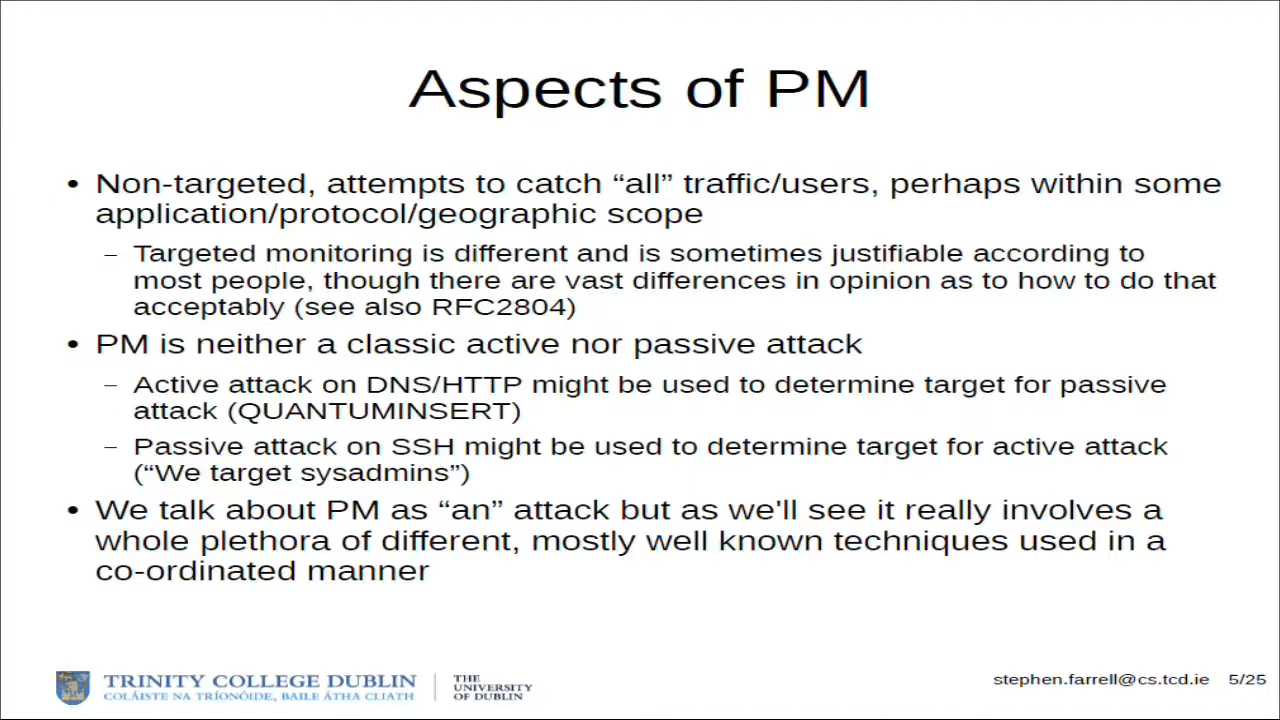 Aspects of PM
• Non-targeted, attempts to catch “all” traffic/users, perhaps within some
application/protocol/geographic scope
– Targeted monitoring is different and is sometimes justifiable according to
most people, though there are vast differences in opinion as to how to do that
acceptably (see also RFC2804)
• PM is neither a classic active nor passive attack
– Active attack on DNS/HTTP might be used to determine target for passive
attack (QUANTUMINSERT)
– Passive attack on SSH might be used to determine target for active attack
(“We target sysadmins”)
• We talk about PM as “an” attack but as we'll see it really involves a
whole plethora of different, mostly well known techniques used in a
co-ordinated manner
TRINITY COLLEGE DUBLIN
COLÁISTE NA TRÍONÓIDE, BAILE ÁTHA CLIATH
THE
UNIVERSITY
OF DUBLIN
stephen.farrell@cs.tcd.ie 5/25